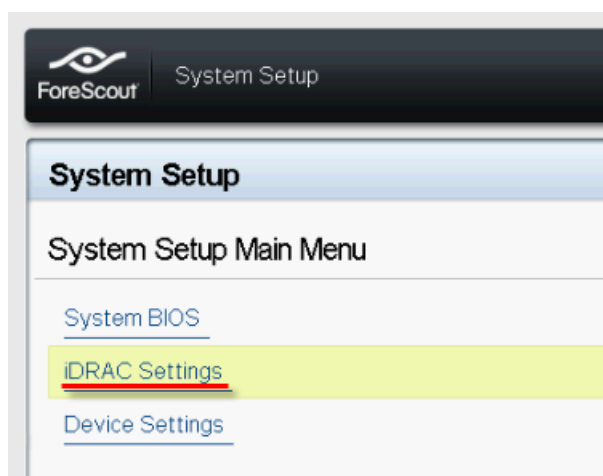 ForeScout
System Setup
System Setup
System Setup Main Menu
System BIOS
iDRAC Settings
Device Settings